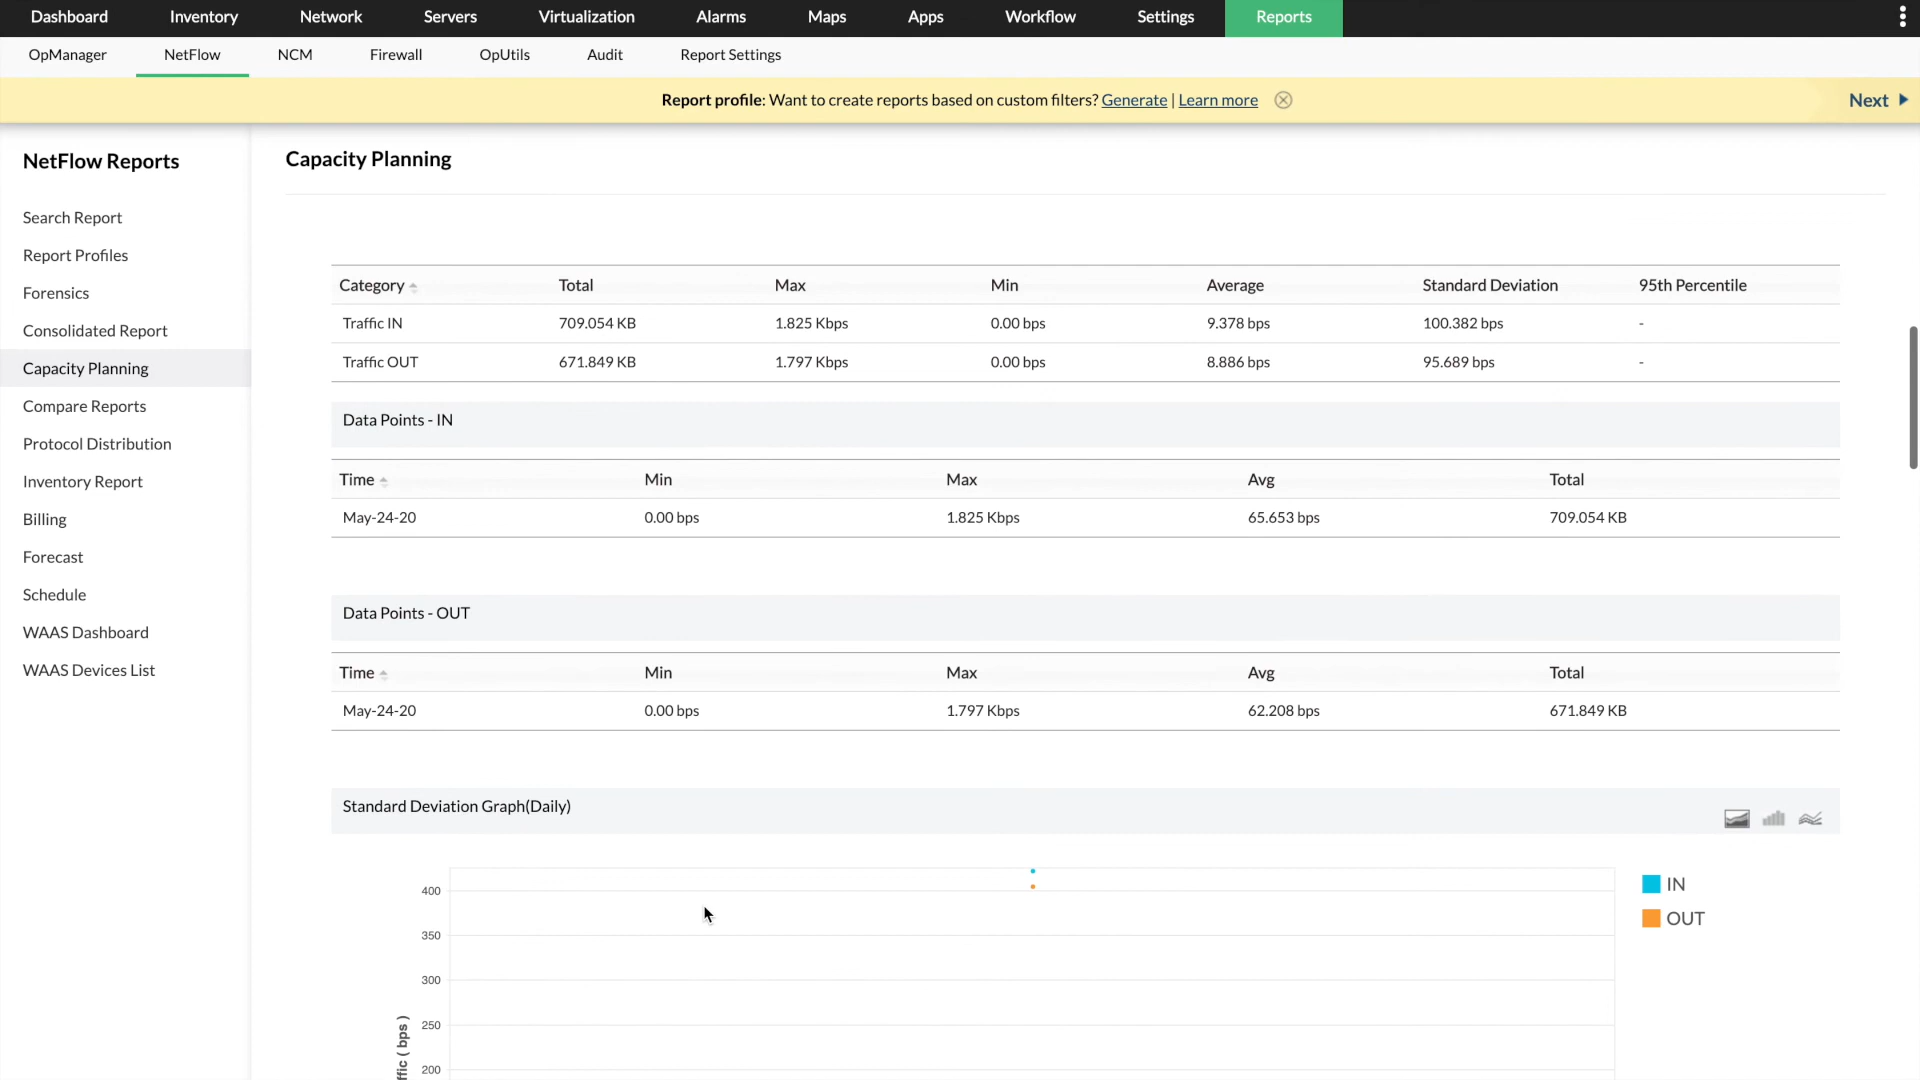 Dashboard Inventory Network Servers Virtualization Alarms Maps Apps Workflow Settings Reports
OpManager NetFlow NCM Firewall OpUtils Audit Report Settings
Report profile: Want to create reports based on custom filters? Generate | Learn more
Next
NetFlow Reports
Search Report
Report Profiles
Forensics
Consolidated Report
Capacity Planning
Compare Reports
Protocol Distribution
Inventory Report
Billing
Forecast
Schedule
WAAS Dashboard
WAAS Devices List
Capacity Planning
Category Total Max Min Average Standard Deviation 95th Percentile
Traffic IN 709.054 KB 1.825 Kbps 0.00 bps 9.378 bps 100.382 bps -
Traffic OUT 671.849 KB 1.797 Kbps 0.00 bps 8.886 bps 95.689 bps -
Data Points - IN
Time Min Max Avg Total
May-24-20 0.00 bps 1.825 Kbps 65.653 bps 709.054 KB
Data Points - OUT
Time Min Max Avg Total
May-24-20 0.00 bps 1.797 Kbps 62.208 bps 671.849 KB
Standard Deviation Graph(Daily)
400
350
300
250
200
ffic ( bps )
IN
OUT